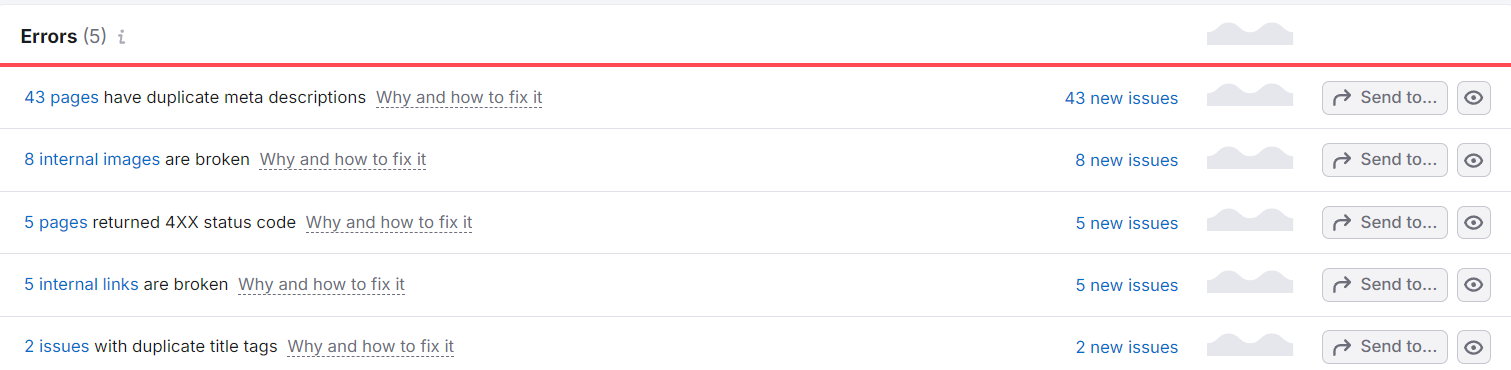 Errors (5) i
43 pages have duplicate meta descriptions Why and how to fix it 43 new issues Send to...
8 internal images are broken Why and how to fix it 8 new issues Send to...
5 pages returned 4XX status code Why and how to fix it 5 new issues Send to...
5 internal links are broken Why and how to fix it 5 new issues Send to...
2 issues with duplicate title tags Why and how to fix it 2 new issues Send to...